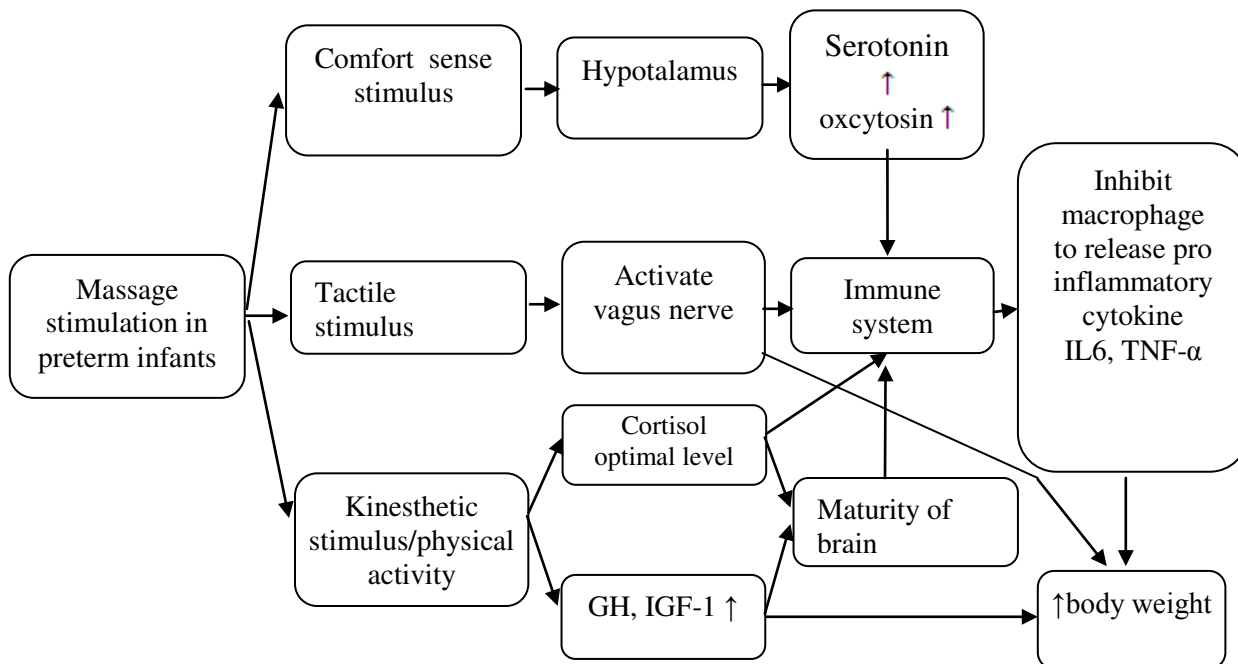 Comfort sense
stimulus
Hypotalamus
Serotonin
↑
oxcytosin ↑
Massage
stimulation in
preterm infants
Tactile
stimulus
Activate
vagus nerve
Immune
system
Inhibit
macrophage
to release pro
inflammatory
cytokine
IL6, TNF-α
Kinesthetic
stimulus/physical
activity
Cortisol
optimal level
GH, IGF-1 ↑
Maturity of
brain
↑body weight